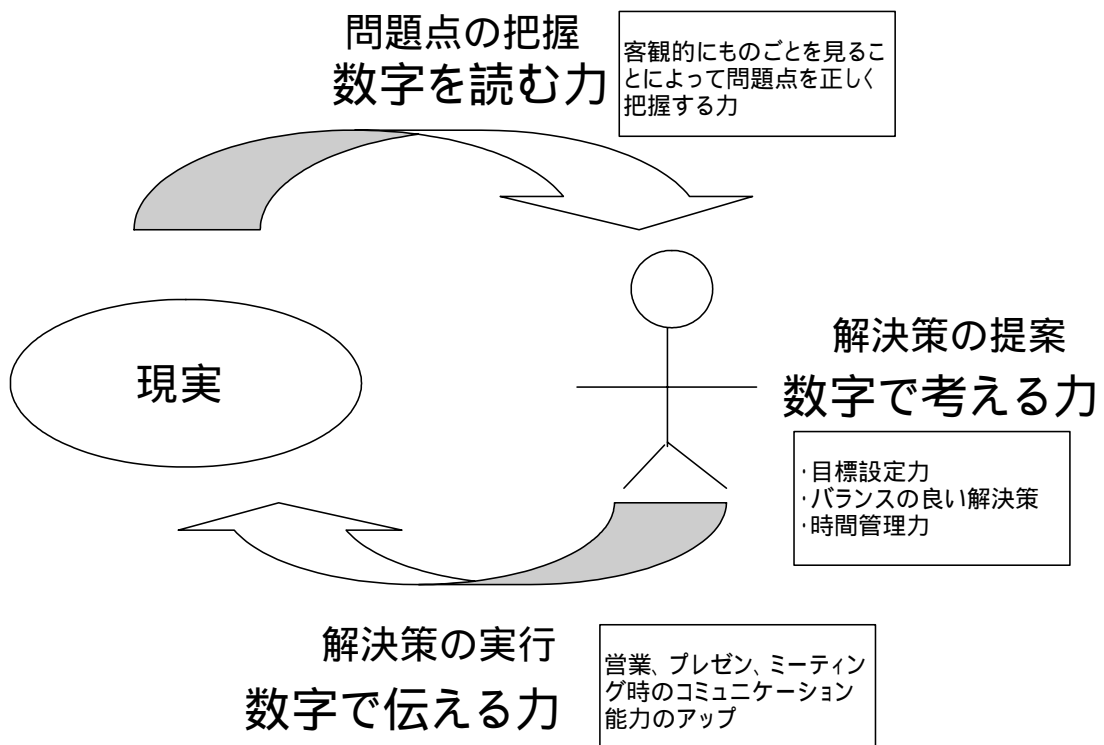 問題点の把握
数字を読む力
客観的にものごとを見るこ
とによって問題点を正しく
把握する力
現実
解決策の提案
数字で考える力
・目標設定力
・バランスの良い解決策
・時間管理力
解決策の実行
数字で伝える力
営業、プレゼン、ミーティン
グ時のコミュニケーション
能力のアップ